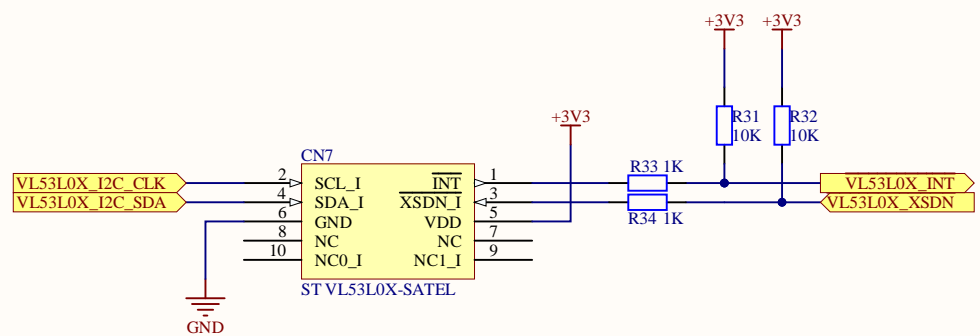 +3V3
+3V3
+3V3
R31
10K
R32
10K
CN7
VL53L0X_I2C_CLK
2
SCL_I
INT
1
R33 1K
VL53L0X_INT
VL53L0X_I2C_SDA
4
SDA_I
XSDN_I
3
R34 1K
VL53L0X_XSDN
6
GND
VDD
5
8
NC
NC
7
10
NC0_I
NC1_I
9
ST VL53L0X-SATEL
GND